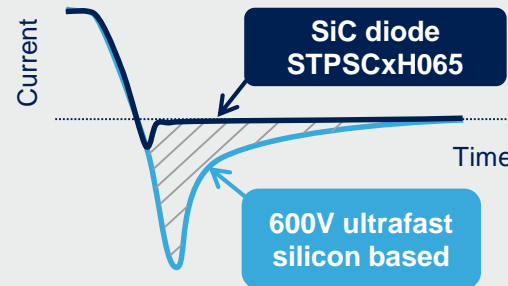 Current
SiC diode
STPSCxH065
Time
600V ultrafast
silicon based